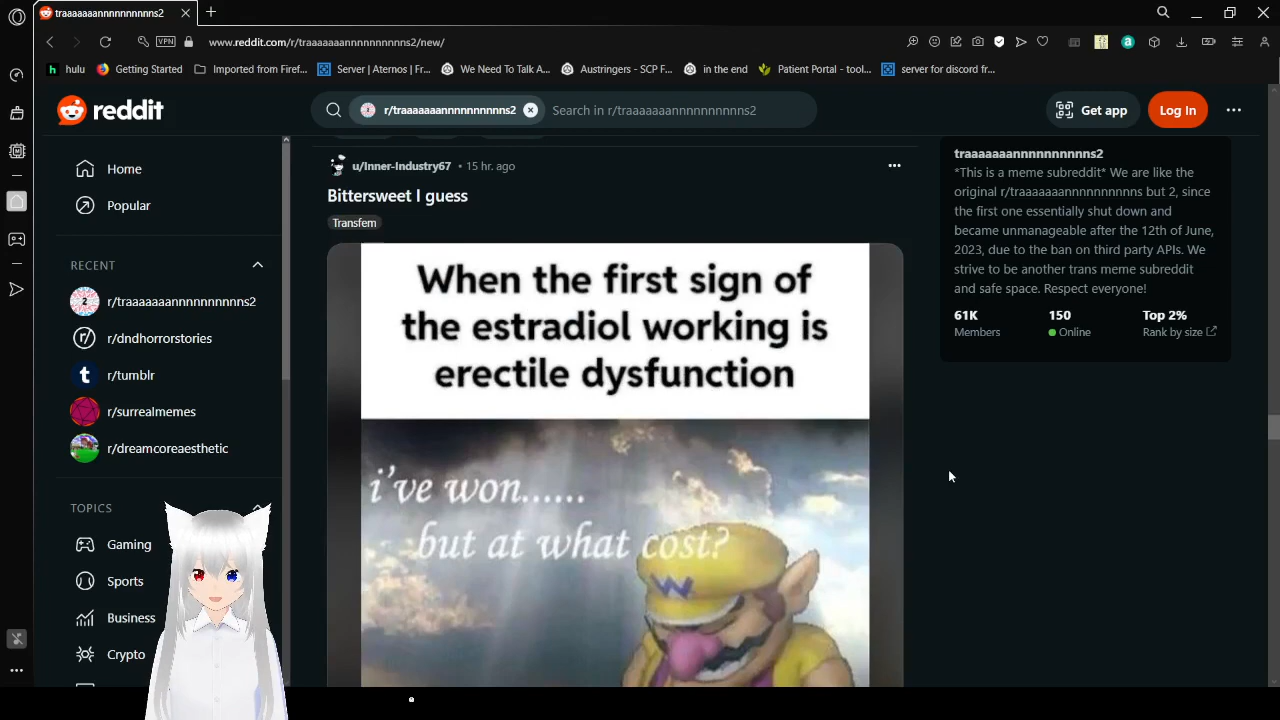 traaaaaaannnnnnnnnns2
VPN
www.reddit.com/r/traaaaaaannnnnnnnnns2/new/
hulu
Getting Started
Imported from Firef...
Server | Aternos | Fr...
We Need To Talk A...
Austringers - SCP F...
in the end
Patient Portal - tool...
server for discord fr...
reddit
r/traaaaaaannnnnnnnnns2
Search in r/traaaaaaannnnnnnnnns2
Get app
Log In
Home
Popular
RECENT
r/traaaaaaannnnnnnnnns2
r/dndhorrorstories
r/tumblr
r/surrealmemes
r/dreamcoreaesthetic
TOPICS
Gaming
Sports
Business
Crypto
u/Inner-Industry67 • 15 hr. ago
Bittersweet I guess
Transfem
When the first sign of
the estradiol working is
erectile dysfunction
i've won......
but at what cost?
W
traaaaaaannnnnnnnnns2
*This is a meme subreddit* We are like the
original r/traaaaaaannnnnnnnnns but 2, since
the first one essentially shut down and
became unmanageable after the 12th of June,
2023, due to the ban on third party APIs. We
strive to be another trans meme subreddit
and safe space. Respect everyone!
61K
Members
150
Online
Top 2%
Rank by size